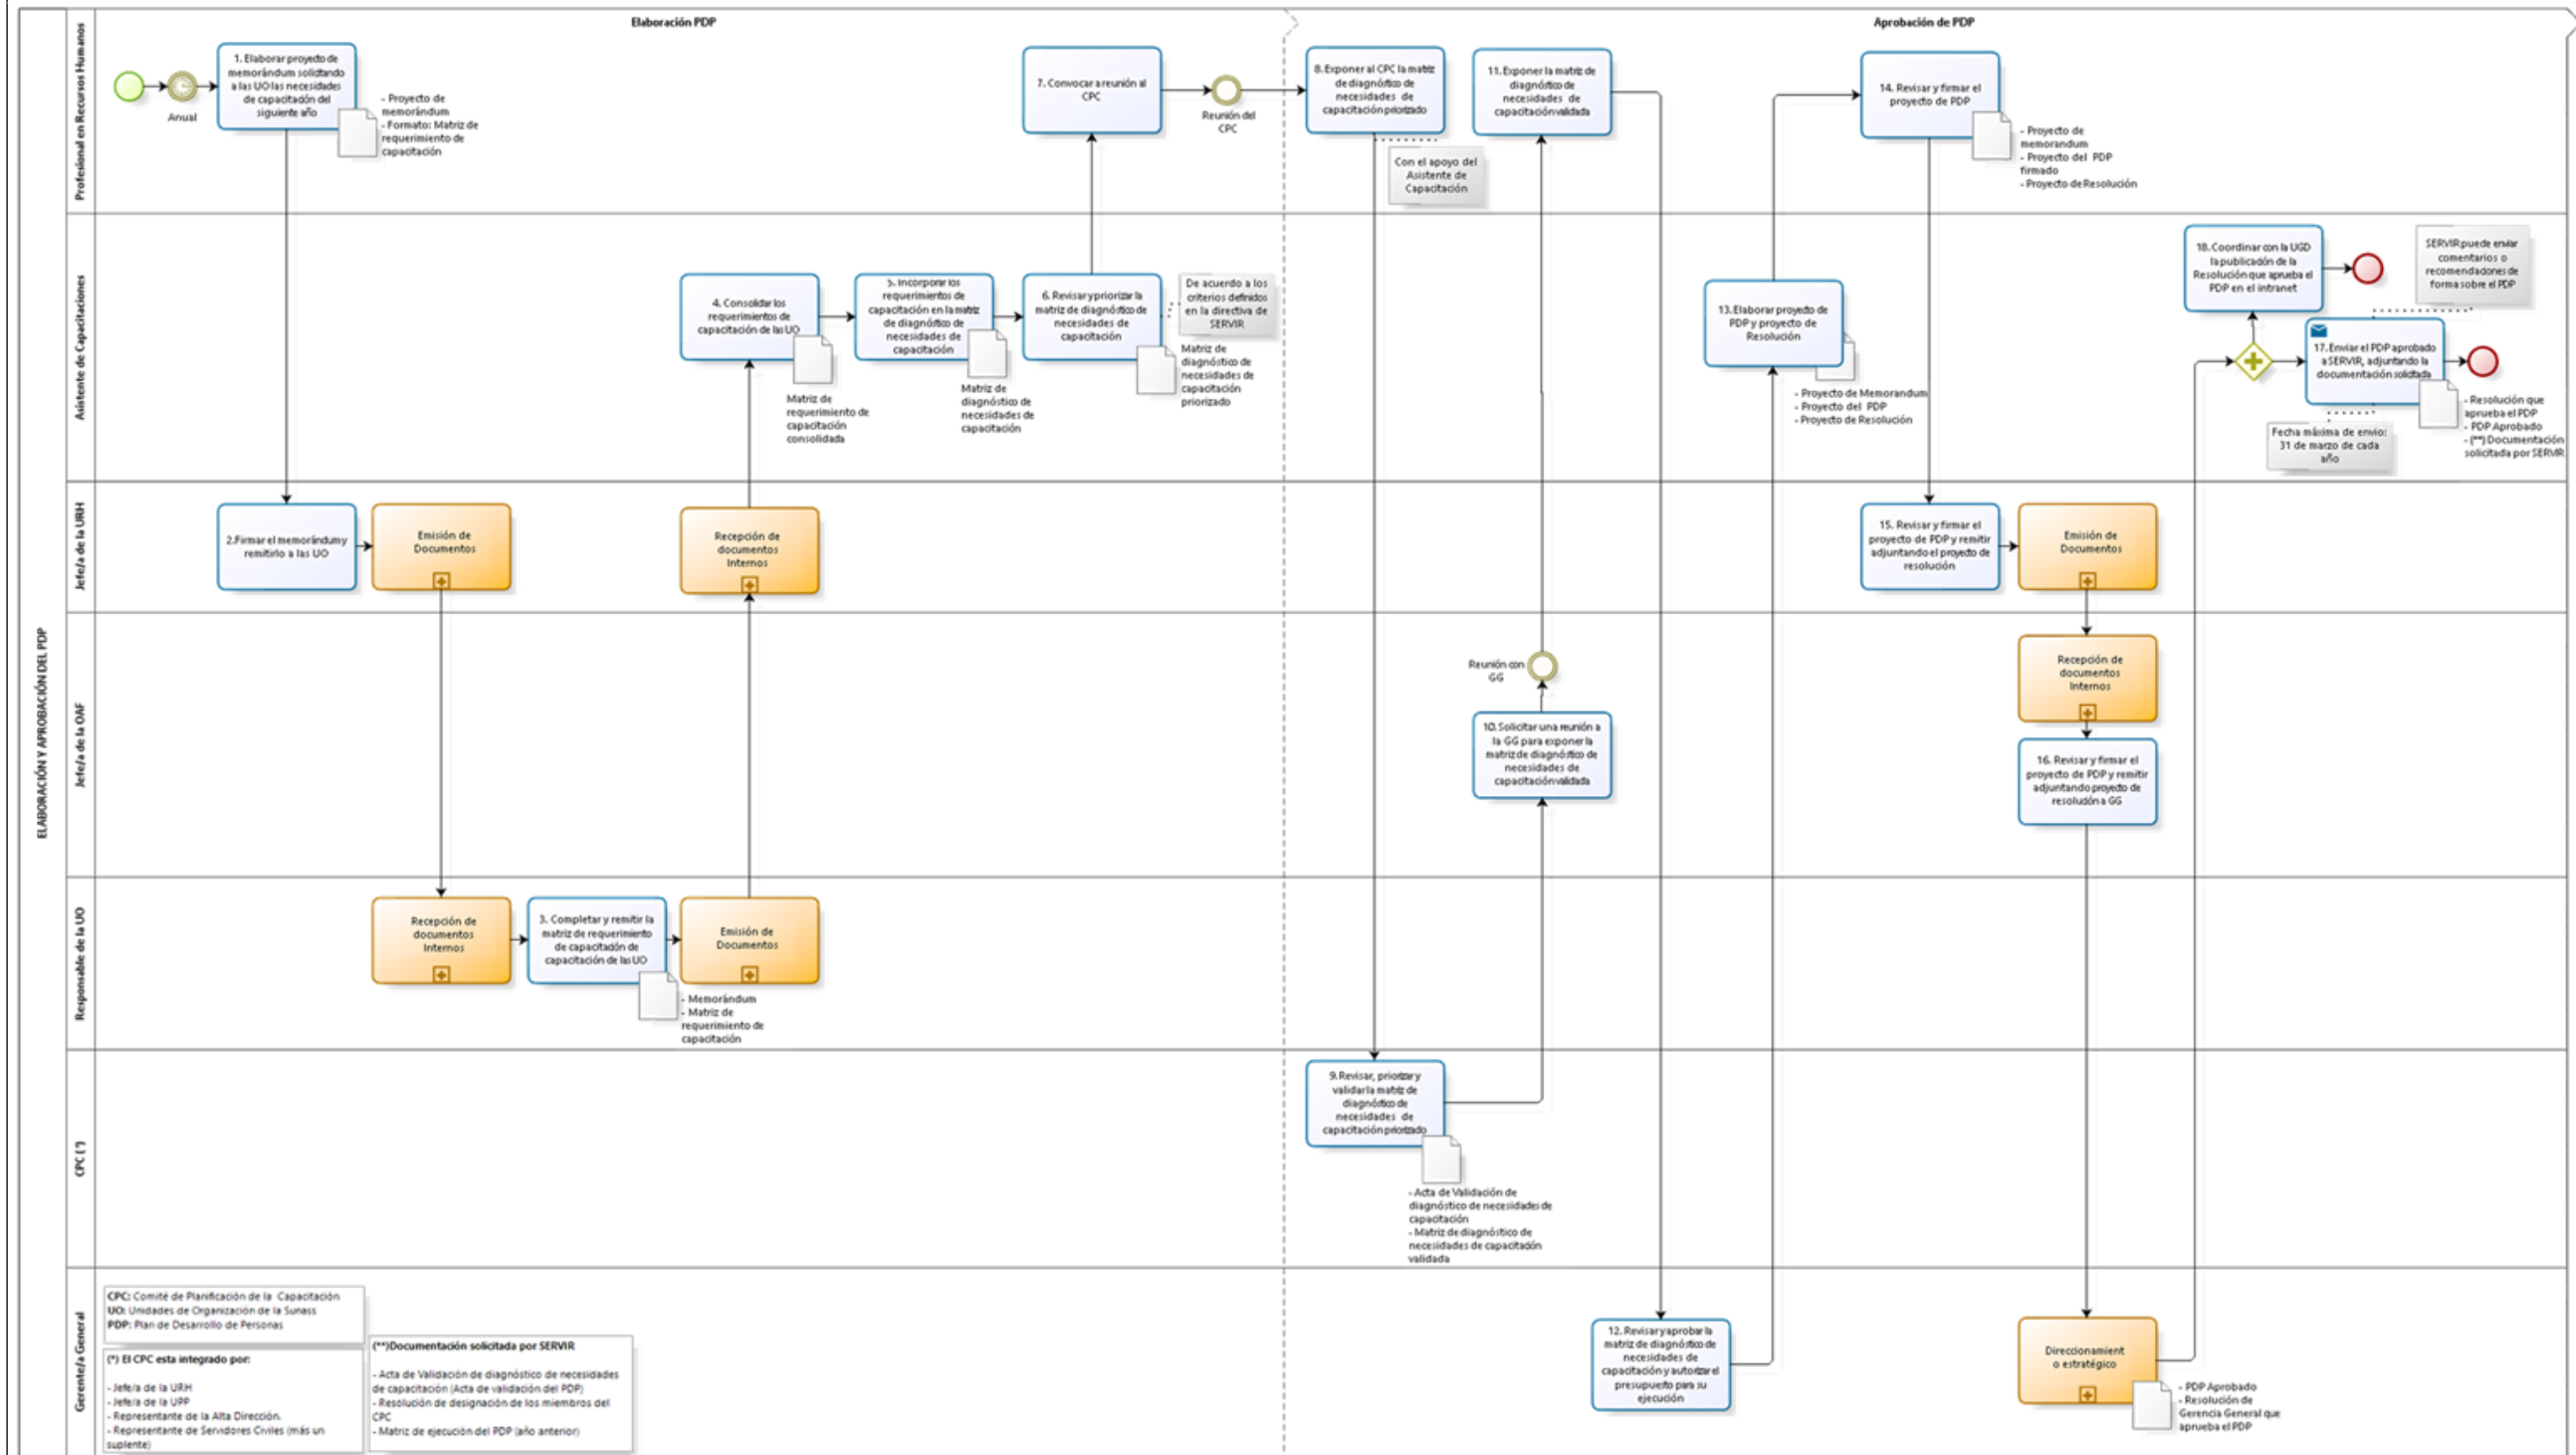 Elaboración PDP
Aprobación de PDP
ELABORACIÓN Y APROBACIÓN DEL PDP
Profesional en Recursos Humanos
Anual
1. Elaborar proyecto de
memorándum solicitando
a las UO las necesidades
de capacitación del
siguiente año
- Proyecto de
memorándum
- Formato: Matriz de
requerimiento de
capacitación
7. Convocar a reunión al
CPC
Reunión del
CPC
8. Exponer al CPC la matriz
de diagnóstico de
necesidades de
capacitación priorizado
Con el apoyo del
Asistente de
Capacitación
11. Exponer la matriz de
diagnóstico de
necesidades de
capacitación validada
14. Revisar y firmar el
proyecto de PDP
- Proyecto de
memorandum
- Proyecto del PDP
firmado
- Proyecto de Resolución
Asistente de Capacitaciones
4. Consolidar los
requerimientos de
capacitación de las UO
Matriz de
requerimiento de
capacitación
consolidada
5. Incorporar los
requerimientos de
capacitación en la matriz
de diagnóstico de
necesidades de
capacitación
Matriz de
diagnóstico de
necesidades de
capacitación
6. Revisar y priorizar la
matriz de diagnóstico de
necesidades de
capacitación
De acuerdo a los
criterios definidos
en la directiva de
SERVIR
Matriz de
diagnóstico de
necesidades de
capacitación
priorizado
13. Elaborar proyecto de
PDP y proyecto de
Resolución
- Proyecto de Memorandum
- Proyecto del PDP
- Proyecto de Resolución
18. Coordinar con la UGD
la publicación de la
Resolución que aprueba el
PDP en el intranet
SERVIR puede enviar
comentarios o
recomendaciones de
forma sobre el PDP
17. Enviar el PDP aprobado
a SERVIR, adjuntando la
documentación solicitada
Fecha máxima de envio:
31 de marzo de cada
año
- Resolución que
aprueba el PDP
- PDP Aprobado
- (**) Documentación
solicitada por SERVIR
Jefe/a de la URH
2.Firmar el memorándum y
remitirlo a las UO
Emisión de
Documentos
Recepción de
documentos
Internos
15. Revisar y firmar el
proyecto de PDP y remitir
adjuntando el proyecto de
resolución
Emisión de
Documentos
Jefe/a de la OAF
Reunión con
GG
10. Solicitar una reunión a
la GG para exponer la
matriz de diagnóstico de
necesidades de
capacitación validada
Recepción de
documentos
Internos
16. Revisar y firmar el
proyecto de PDP y remitir
adjuntando proyecto de
resolución a GG
Responsable de la UO
Recepción de
documentos
Internos
3. Completar y remitir la
matriz de requerimiento
de capacitación de
capacitación de las UO
- Memorándum
- Matriz de
requerimiento de
capacitación
Emisión de
Documentos
CPC (*)
9.Revisar, priorizar y
validar la matriz de
diagnóstico de
necesidades de
capacitación priorizado
- Acta de Validación de
diagnóstico de necesidades de
capacitación
- Matriz de diagnóstico de
necesidades de capacitación
validada
Gerente/a General
CPC: Comité de Planificación de la Capacitación
UO: Unidades de Organización de la Sunass
PDP: Plan de Desarrollo de Personas
(*) El CPC esta integrado por:
- Jefe/a de la URH
- Jefe/a de la UPP
- Representante de la Alta Dirección.
- Representante de Servidores Civiles (más un
suplente)
(**)Documentación solicitada por SERVIR
- Acta de Validación de diagnóstico de necesidades
de capacitación (Acta de validación del PDP)
- Resolución de designación de los miembros del
CPC
- Matriz de ejecución del PDP (año anterior)
12. Revisar y aprobar la
matriz de diagnóstico de
necesidades de
capacitación y autorizar el
presupuesto para su
ejecución
Direccionamient
o estratégico
- PDP Aprobado
- Resolución de
Gerencia General que
aprueba el PDP